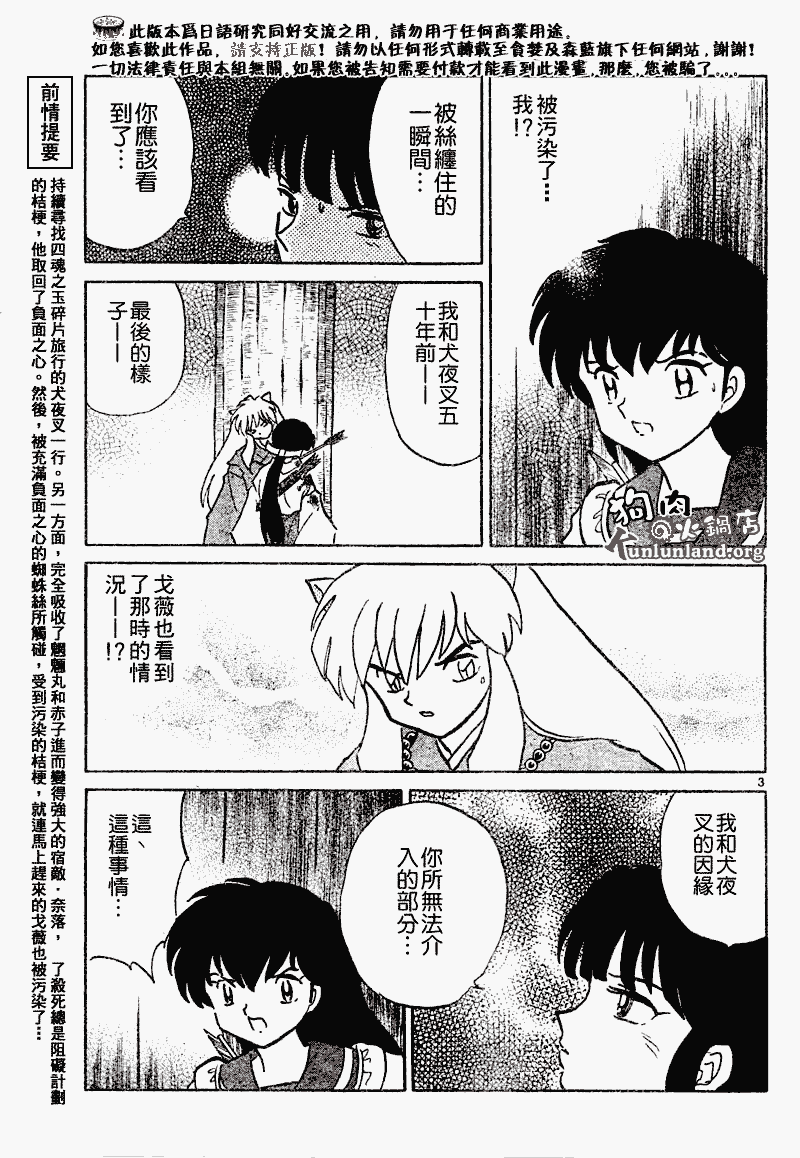 此版本爲日語研究同好交流之用，請勿用于任何商業用途。
如您喜歡此作品，請支持正版！請勿以任何形式轉載至貪婪及森藍旗下任何網站，謝謝！
一切法律責任與本組無關。如果您被告知需要付款才能看到此漫畫，那麼，您被騙了。。。
前情提要
持續尋找四魂之玉碎片旅行的犬夜叉一行。另一方面，完全吸收了魍魎丸和赤子進而變得強大的宿敵．奈落，　了殺死總是阻礙計劃
的桔梗，他取回了負面之心。然後，被充滿負面之心的蜘蛛絲所觸碰，受到污染的桔梗，就連馬上趕來的戈薇也被污染了…
被污染了…
我!?
被絲纏住的
一瞬間…
你應該看
到了…
我和犬夜叉五
十年前——
最後的樣
子——
狗肉
@火鍋店
kunlunland.org
戈薇也看到
了那時的情
況——!?
3
我和犬夜
叉的因緣
你所無法介
入的部分…
這、
這種事情…